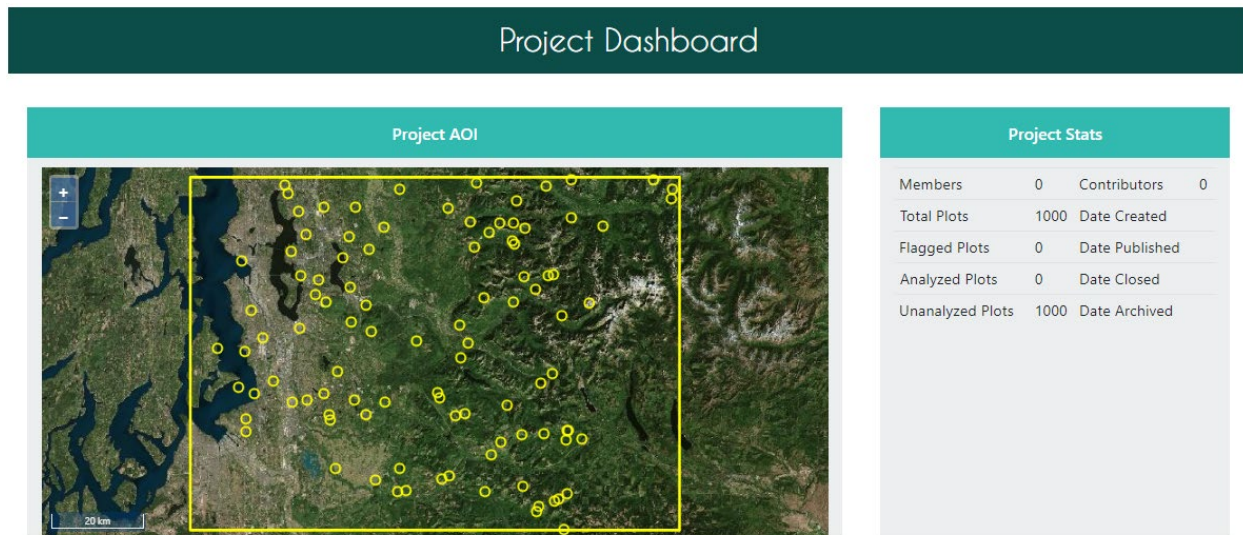 Project Dashboard
Project AOI
+
−
20 km
Project Stats
Members 0 Contributors 0
Total Plots 1000 Date Created
Flagged Plots 0 Date Published
Analyzed Plots 0 Date Closed
Unanalyzed Plots 1000 Date Archived